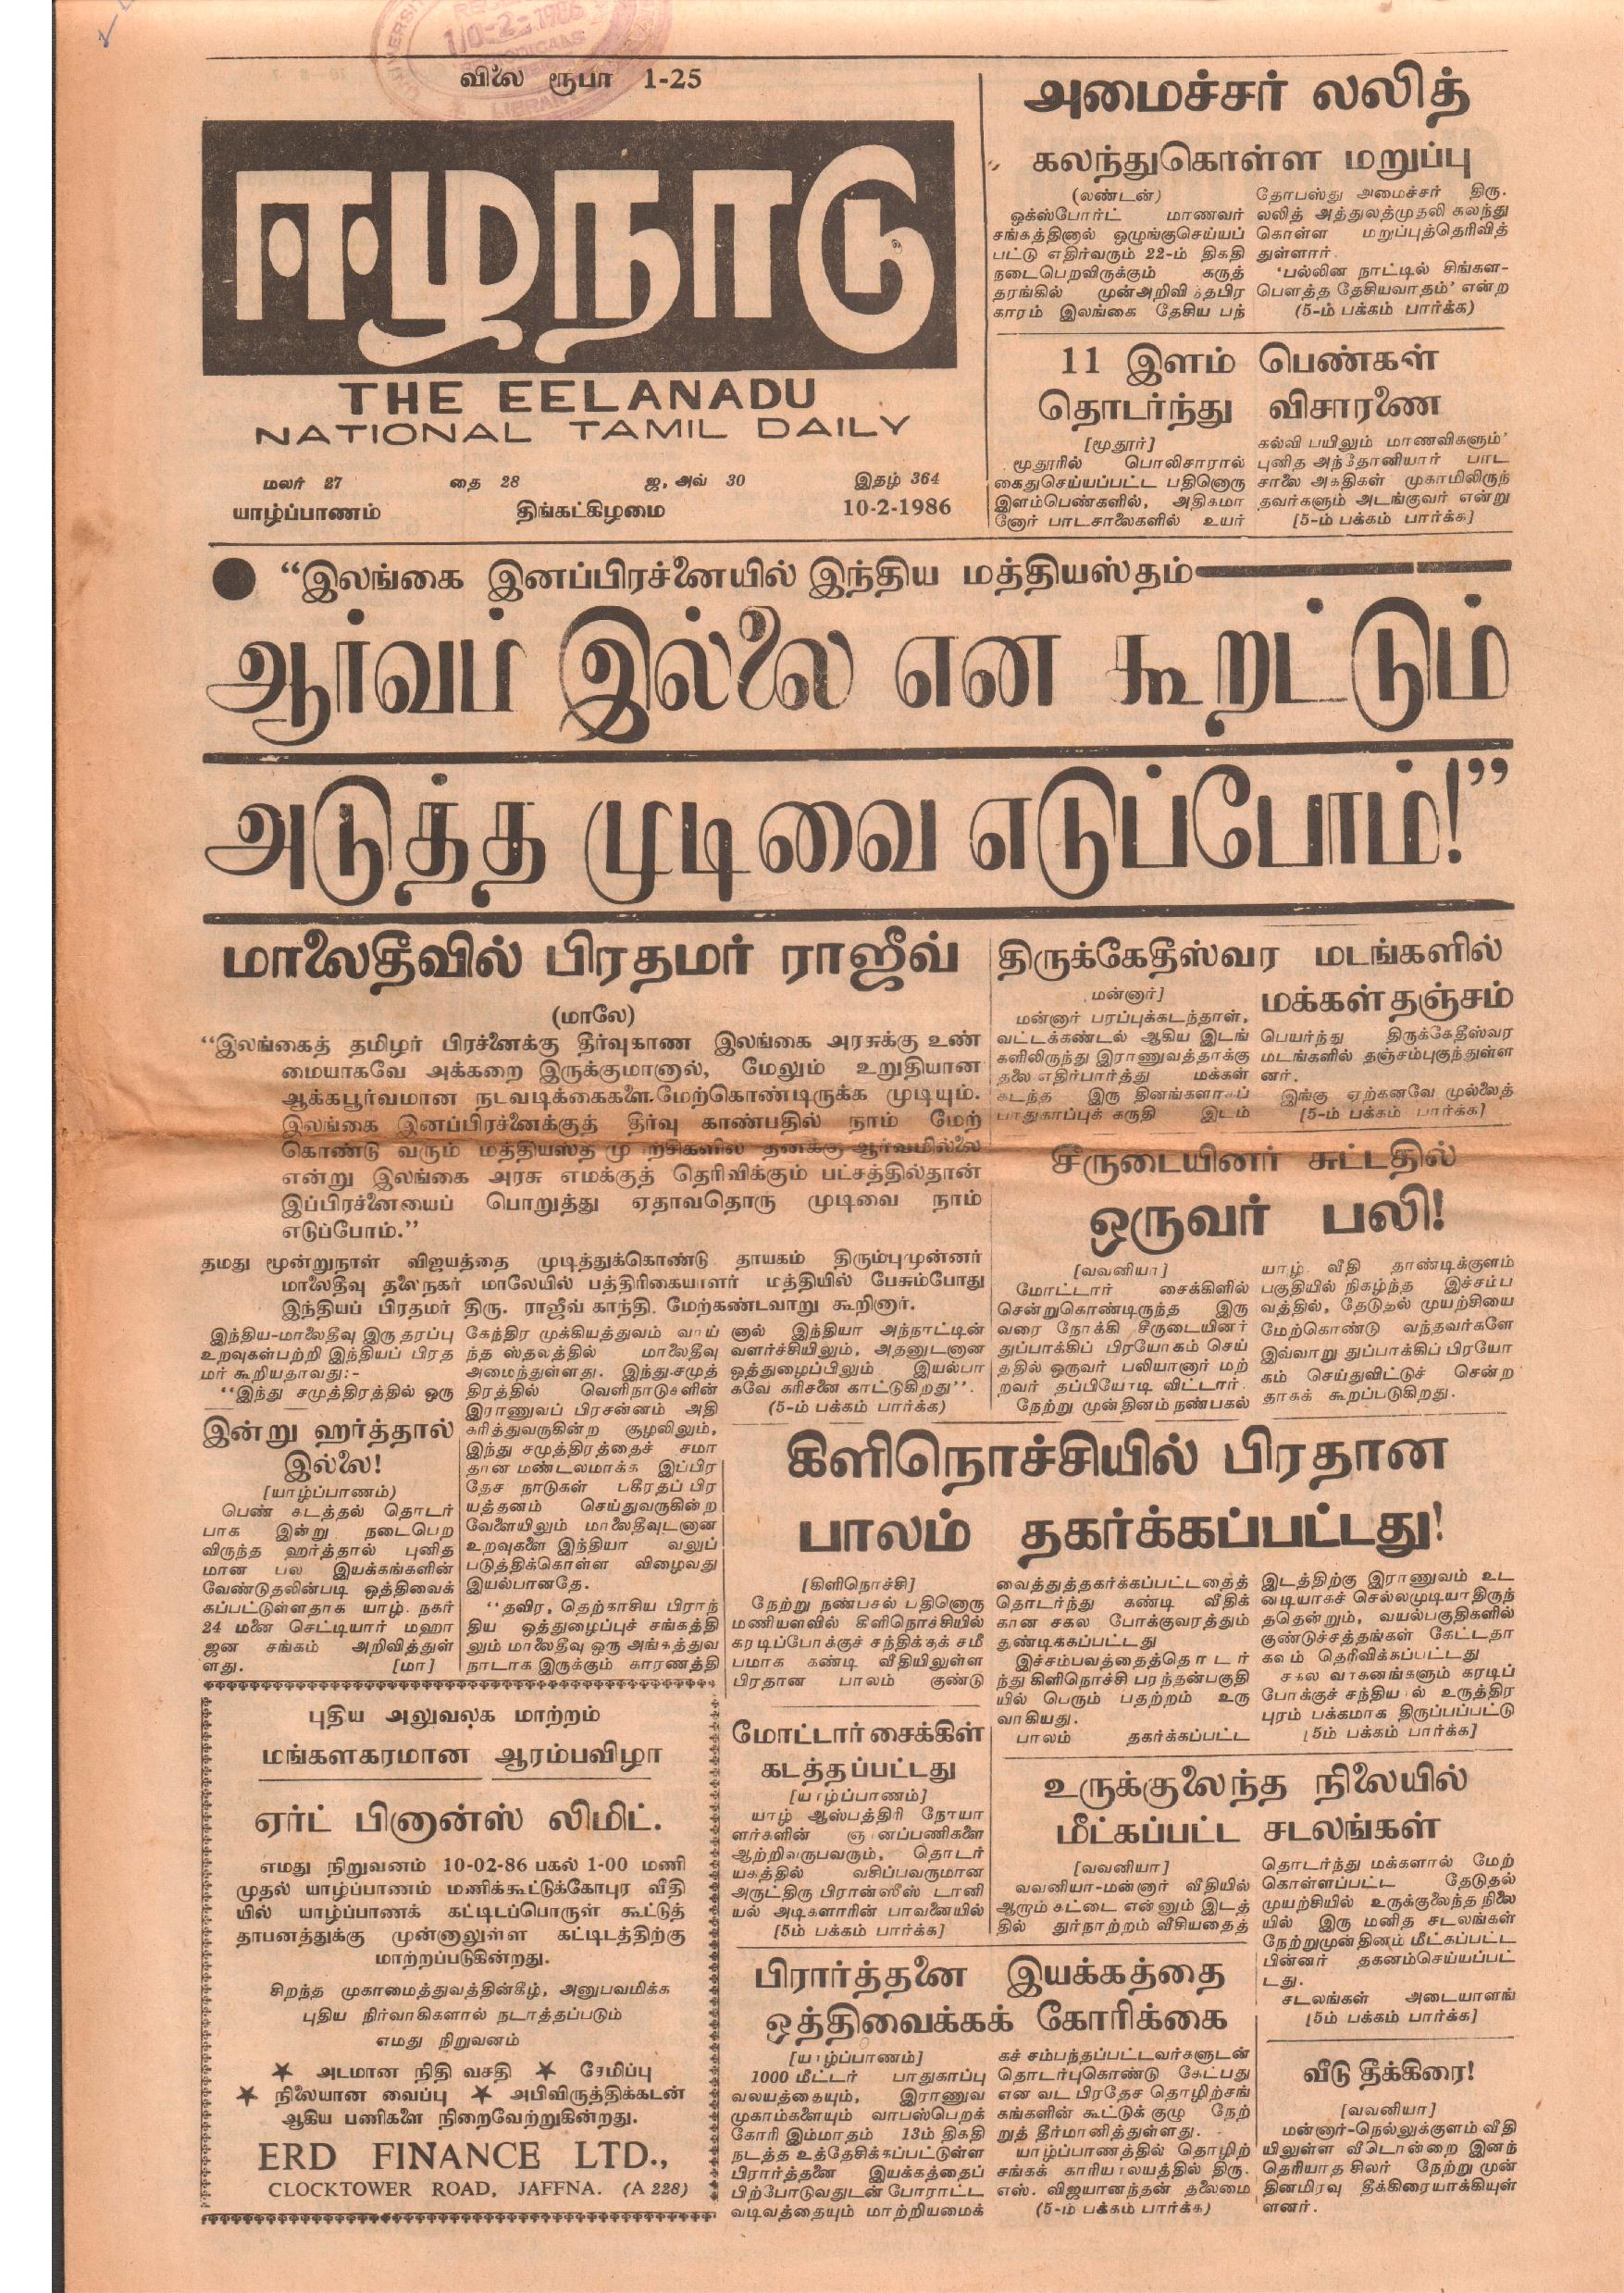 விலை ரூபா 1-25
ஈழநாடு
THE EELANADU
NATIONAL TAMIL DAILY
மலர் 27 தை 28 ஜ, அவ் 30 இதழ் 364
யாழ்ப்பாணம் திங்கட்கிழமை 10-2-1986
அமைச்சர் லலித்
கலந்துகொள்ள மறுப்பு
(லண்டன்)
ஒக்ஸ்போர்ட் மாணவர்
சங்கத்தினால் ஒழுங்குசெய்யப்
பட்டு எதிர்வரும் 22-ம் திகதி
நடைபெறவிருக்கும் கருத்
தரங்கில் முன்அறிவித்தபிர
காரம் இலங்கை தேசிய பந்
தோபஸ்து அமைச்சர் திரு.
லலித் அத்துலத்முதலி கலந்து
கொள்ள மறுப்புத்தெரிவித்
துள்ளார்.
‘பல்லின நாட்டில் சிங்கள-
பௌத்த தேசியவாதம்’ என்ற
(5-ம் பக்கம் பார்க்க)
11 இளம் பெண்கள்
தொடர்ந்து விசாரணை
[மூதூர்]
மூதூரில் பொலிசாரால்
கைதுசெய்யப்பட்ட பதினொரு
இளம்பெண்களில், அதிகமா
னோர் பாடசாலைகளில் உயர்
கல்வி பயிலும் மாணவிகளும்’
புனித அந்தோனியார் பாட
சாலை அகதிகள் முகாமிலிருந்
தவர்களும் அடங்குவர் என்று
[5-ம் பக்கம் பார்க்க]
“இலங்கை இனப்பிரச்னையில் இந்திய மத்தியஸ்தம்
ஆர்வம் இல்லை என கூறட்டும்
அடுத்த முடிவை எடுப்போம்!”
மாலைதீவில் பிரதமர் ராஜீவ்
(மாலே)
“இலங்கைத் தமிழர் பிரச்னைக்கு தீர்வுகாண இலங்கை அரசுக்கு உண்
மையாகவே அக்கறை இருக்குமானால், மேலும் உறுதியான
ஆக்கபூர்வமான நடவடிக்கைகளை மேற்கொண்டிருக்க முடியும்.
இலங்கை இனப்பிரச்னைக்குத் தீர்வு காண்பதில் நாம் மேற்
கொண்டு வரும் மத்தியஸ்த முயற்சிகளில் தனக்கு ஆர்வமில்லை
என்று இலங்கை அரசு எமக்குத் தெரிவிக்கும் பட்சத்தில்தான்
இப்பிரச்னையைப் பொறுத்து ஏதாவதொரு முடிவை நாம்
எடுப்போம்.”
தமது மூன்றுநாள் விஜயத்தை முடித்துக்கொண்டு தாயகம் திரும்புமுன்னர்
மாலைதீவு தலைநகர் மாலேயில் பத்திரிகையாளர் மத்தியில் பேசும்போது
இந்தியப் பிரதமர் திரு. ராஜீவ் காந்தி மேற்கண்டவாறு கூறினார்.
இந்திய-மாலைதீவு இரு தரப்பு
உறவுகள்பற்றி இந்தியப் பிரத
மர் கூறியதாவது:-
“இந்து சமுத்திரத்தில் ஒரு
கேந்திர முக்கியத்துவம் வாய்
ந்த ஸ்தலத்தில் மாலைதீவு
அமைந்துள்ளது. இந்து சமுத்
திரத்தில் வெளிநாடுகளின்
இராணுவப் பிரசன்னம் அதி
கரித்துவருகின்ற சூழலிலும்,
இந்து சமுத்திரத்தைச் சமா
தான மண்டலமாக்க இப்பிர
தேச நாடுகள் பகீரதப் பிர
யத்தனம் செய்துவருகின்ற
வேளையிலும் மாலைதீவுடனான
உறவுகளை இந்தியா வலுப்
படுத்திக்கொள்ள விழைவது
இயல்பானதே.
“தவிர, தெற்காசிய பிராந்
திய ஒத்துழைப்புச் சங்கத்தி
லும் மாலைதீவு ஒரு அங்கத்துவ
நாடாக இருக்கும் காரணத்தி
னால் இந்தியா அந்நாட்டின்
வளர்ச்சியிலும், அதனுடனான
ஒத்துழைப்பிலும் இயல்பா
கவே கரிசனை காட்டுகிறது”.
(5-ம் பக்கம் பார்க்க)
இன்று ஹர்த்தால்
இல்லை!
[யாழ்ப்பாணம்)
பெண் கடத்தல் தொடர்
பாக இன்று நடைபெற
விருந்த ஹர்த்தால் புனித
மான பல இயக்கங்களின்
வேண்டுதலின்படி ஒத்திவைக்
கப்பட்டுள்ளதாக யாழ். நகர்
24 மனை செட்டியார் மஹா
ஜன சங்கம் அறிவித்துள்
ளது. [மா]
திருக்கேதீஸ்வர மடங்களில்
மக்கள் தஞ்சம்
மன்னார்]
மன்னார் பரப்புக்கடந்தாள்,
வட்டக்கண்டல் ஆகிய இடங்
களிலிருந்து இராணுவத்தாக்கு
தலை எதிர்பார்த்து மக்கள்
கடந்த இரு தினங்களாகப்
பாதுகாப்புக் கருதி இடம்
பெயர்ந்து திருக்கேதீஸ்வர
மடங்களில் தஞ்சம்புகுந்துள்ள
னர்.
இங்கு ஏற்கனவே முல்லைத்
[5-ம் பக்கம் பார்க்க]
சீருடையினர் சுட்டதில்
ஒருவர் பலி!
[வவனியா]
மோட்டார் சைக்கிளில்
சென்றுகொண்டிருந்த இரு
வரை நோக்கி சீருடையினர்
துப்பாக்கிப் பிரயோகம் செய்
ததில் ஒருவர் பலியானார் மற்
றவர் தப்பியோடி விட்டார்.
நேற்று முன்தினம் நண்பகல்
யாழ். வீதி தாண்டிக்குளம்
பகுதியில் நிகழ்ந்த இச்சம்ப
வத்தில், தேடுதல் முயற்சியை
மேற்கொண்டு வந்தவர்களே
இவ்வாறு துப்பாக்கிப் பிரயோ
கம் செய்துவிட்டுச் சென்ற
தாகக் கூறப்படுகிறது.
கிளிநொச்சியில் பிரதான
பாலம் தகர்க்கப்பட்டது!
[கிளிநொச்சி]
நேற்று நண்பகல் பதினொரு
மணியளவில் கிளிநொச்சியில்
கரடிப்போக்குச் சந்திக்குக் சமீ
பமாக கண்டி வீதியிலுள்ள
பிரதான பாலம் குண்டு
வைத்துத்தகர்க்கப்பட்டதைத்
தொடர்ந்து கண்டி வீதிக்
கான சகல போக்குவரத்தும்
துண்டிக்கப்பட்டது
இச்சம்பவத்தைத்தொடர்
ந்து கிளிநொச்சி பரந்தன்பகுதி
யில் பெரும் பதற்றம் உரு
வாகியது.
பாலம் தகர்க்கப்பட்ட
இடத்திற்கு இராணுவம் உட
னடியாகச் செல்லமுடியாதிருந்
ததென்றும், வயல்பகுதிகளில்
குண்டுச்சத்தங்கள் கேட்டதா
கவும் தெரிவிக்கப்பட்டது
சகல வாகனங்களும் கரடிப்
போக்குச் சந்தியால் உருத்திர
புரம் பக்கமாக திருப்பப்பட்டு
[5ம் பக்கம் பார்க்க]
புதிய அலுவலக மாற்றம்
மங்களகரமான ஆரம்பவிழா
ஏர்ட் பினான்ஸ் லிமிட்.
எமது நிறுவனம் 10-02-86 பகல் 1-00 மணி
முதல் யாழ்ப்பாணம் மணிக்கூட்டுக்கோபுர வீதி
யில் யாழ்ப்பாணக் கட்டிடப்பொருள் கூட்டுத்
தாபனத்துக்கு முன்னாலுள்ள கட்டிடத்திற்கு
மாற்றப்படுகின்றது.
சிறந்த முகாமைத்துவத்தின்கீழ், அனுபவமிக்க
புதிய நிர்வாகிகளால் நடாத்தப்படும்
எமது நிறுவனம்
★ அடமான நிதி வசதி ★ சேமிப்பு
★ நிலையான வைப்பு ★ அபிவிருத்திக்கடன்
ஆகிய பணிகளை நிறைவேற்றுகின்றது.
ERD FINANCE LTD.,
CLOCKTOWER ROAD, JAFFNA. (A 228)
மோட்டார் சைக்கிள்
கடத்தப்பட்டது
[யாழ்ப்பாணம்]
யாழ் ஆஸ்பத்திரி நோயா
ளர்களின் ஞானப்பணிகளை
ஆற்றிவருபவரும், தொடர்
யகத்தில் வசிப்பவருமான
அருட்திரு பிரான்ஸிஸ் டானி
யல் அடிகளாரின் பாவனையில்
[5ம் பக்கம் பார்க்க]
உருக்குலைந்த நிலையில்
மீட்கப்பட்ட சடலங்கள்
[வவனியா]
வவனியா-மன்னார் வீதியில்
ஆரும்கட்டை என்னும் இடத்
தில் துர்நாற்றம் வீசியதைத்
தொடர்ந்து மக்களால் மேற்
கொள்ளப்பட்ட தேடுதல்
முயற்சியில் உருக்குலைந்த நிலை
யில் இரு மனித சடலங்கள்
நேற்றுமுன்தினம் மீட்கப்பட்ட
பின்னர் தகனம்செய்யப்பட்
டது.
சடலங்கள் அடையாளங்
[5ம் பக்கம் பார்க்க]
பிரார்த்தனை இயக்கத்தை
ஒத்திவைக்கக் கோரிக்கை
[யாழ்ப்பாணம்]
1000 மீட்டர் பாதுகாப்பு
வலயத்தையும், இராணுவ
முகாம்களையும் வாபஸ்பெறக்
கோரி இம்மாதம் 13ம் திகதி
நடத்த உத்தேசிக்கப்பட்டுள்ள
பிரார்த்தனை இயக்கத்தைப்
பிற்போடுவதுடன் போராட்ட
வடிவத்தையும் மாற்றியமைக்
கச் சம்பந்தப்பட்டவர்களுடன்
தொடர்புகொண்டு கேட்பது
என வட பிரதேச தொழிற்சங்
கங்களின் கூட்டுக் குழு நேற்
றுத் தீர்மானித்துள்ளது.
யாழ்ப்பாணத்தில் தொழிற்
சங்கக் காரியாலயத்தில் திரு.
எஸ். விஜயானந்தன் தலைமை
(5-ம் பக்கம் பார்க்க)
வீடு தீக்கிரை!
[வவனியா]
மன்னார்-நெல்லுக்குளம் வீதி
யிலுள்ள வீடொன்றை இனந்
தெரியாத சிலர் நேற்று முன்
தினமிரவு தீக்கிரையாக்கியுள்
ளனர்.